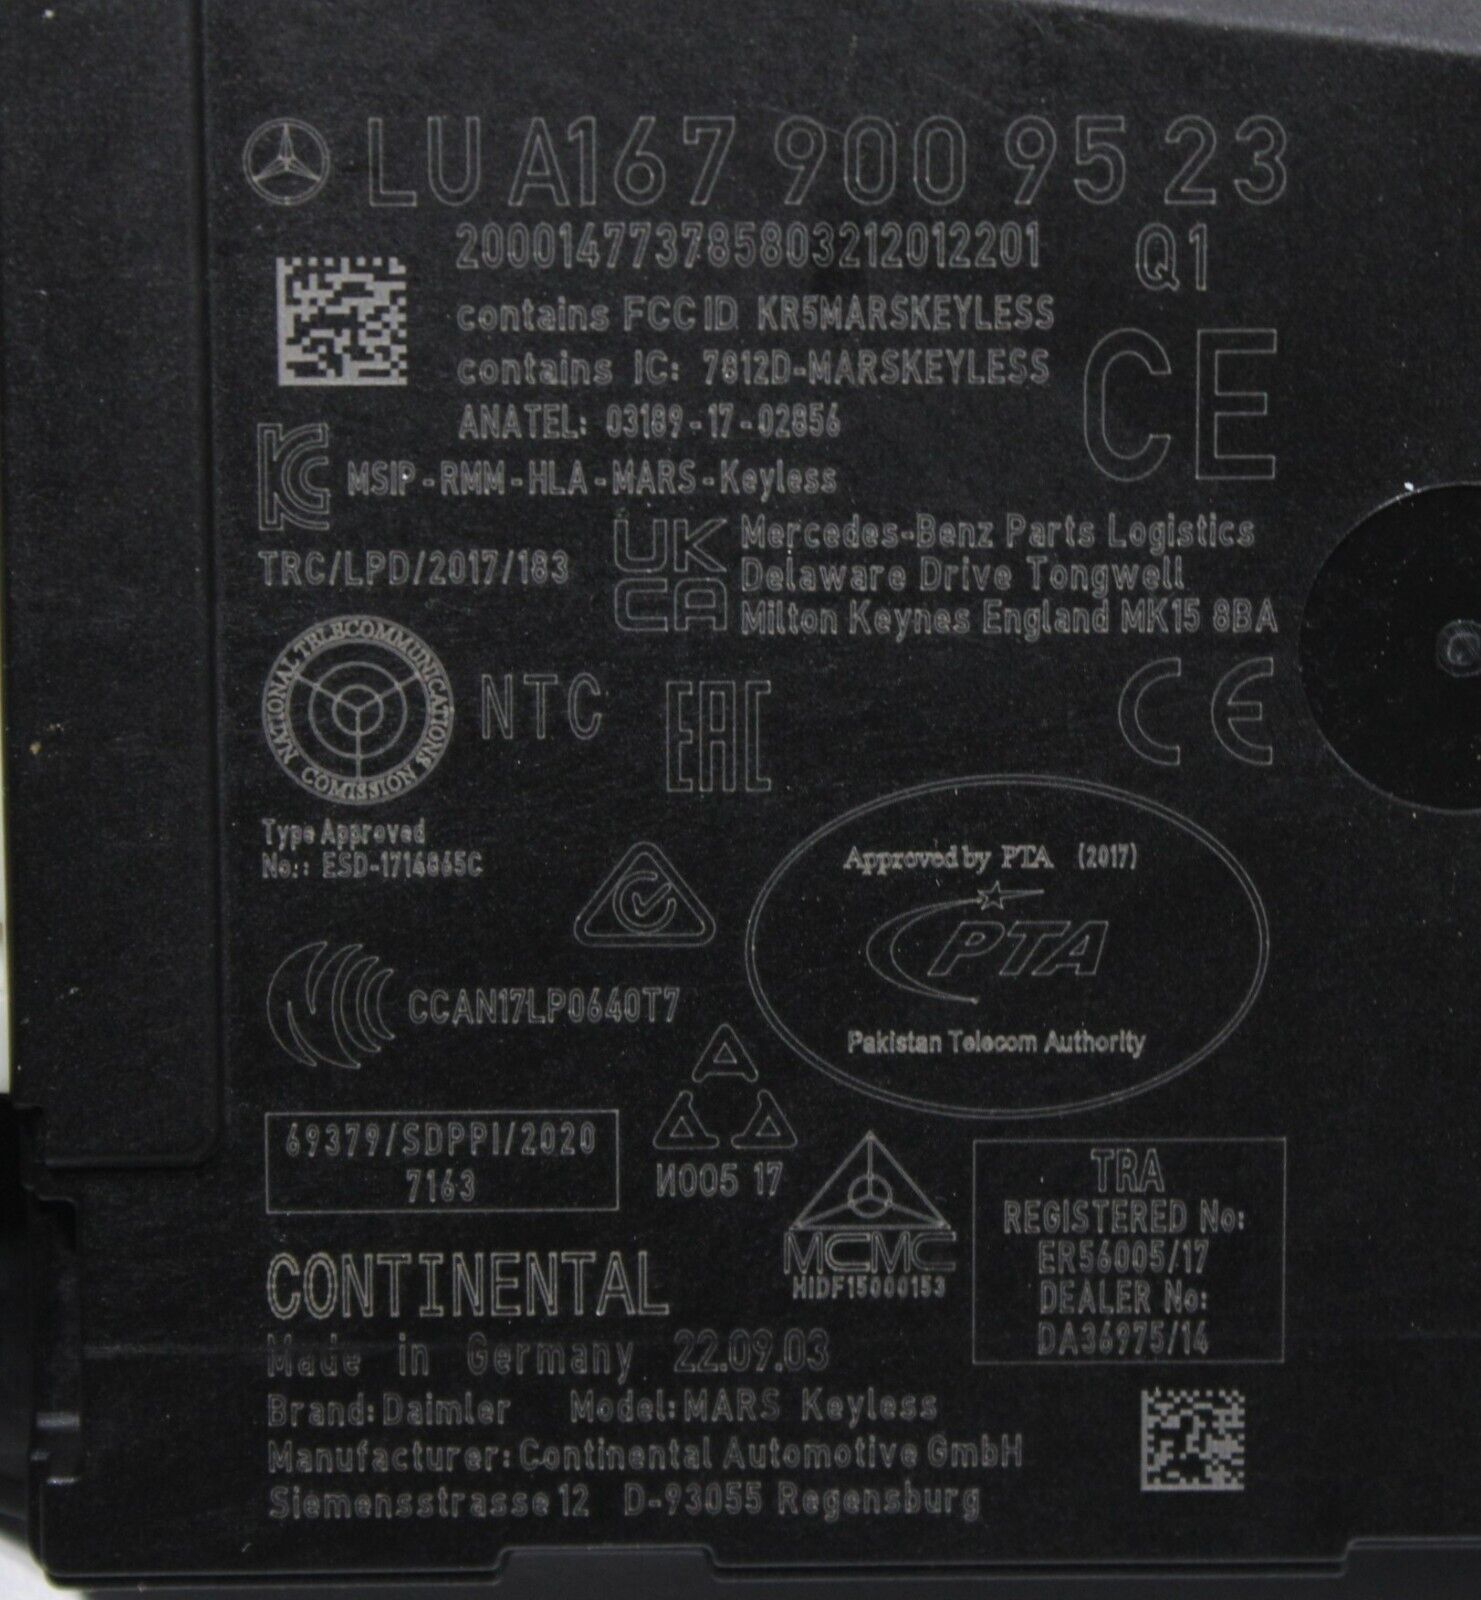 LU A167 900 95 23
200014773785803212012201 Q1
contains FCC ID KR5MARSKEYLESS
contains IC: 7812D-MARSKEYLESS
CE
ANATEL: 03189-17-02856
KC MSIP-RMM-HLA-MARS-Keyless
TRC/LPD/2017/183
UK
CA
Mercedes-Benz Parts Logistics
Delaware Drive Tongwell
Milton Keynes England MK15 8BA
NATIONAL TELECOMMUNICATIONS COMISSION
NTC
EAC
CE
Type Approved
No.: ESD-1714865C
Approved by PTA (2017)
PTA
Pakistan Telecom Authority
CCAN17LP0640T7
69379/SDPPI/2020
7163
И005 17
MCMC
HIDF15000153
TRA
REGISTERED No:
ER56005/17
DEALER No:
DA36975/14
CONTINENTAL
Made in Germany 22.09.03
Brand: Daimler Model: MARS Keyless
Manufacturer: Continental Automotive GmbH
Siemensstrasse 12 D-93055 Regensburg